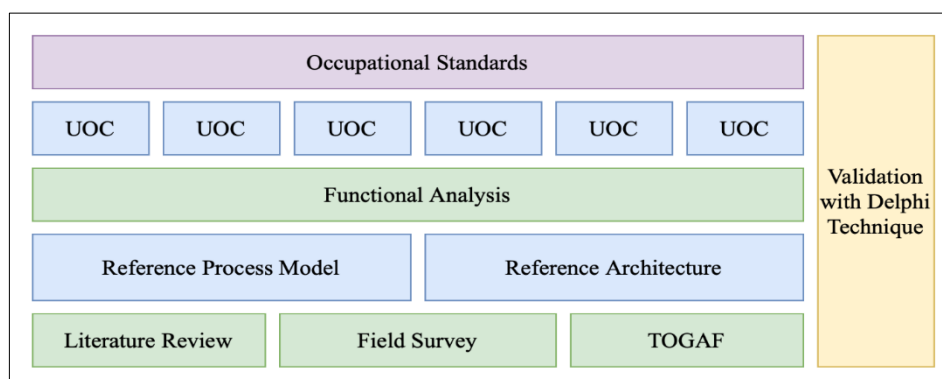 Occupational Standards
UOC
UOC
UOC
UOC
UOC
UOC
Functional Analysis
Reference Process Model
Reference Architecture
Literature Review
Field Survey
TOGAF
Validation
with Delphi
Technique